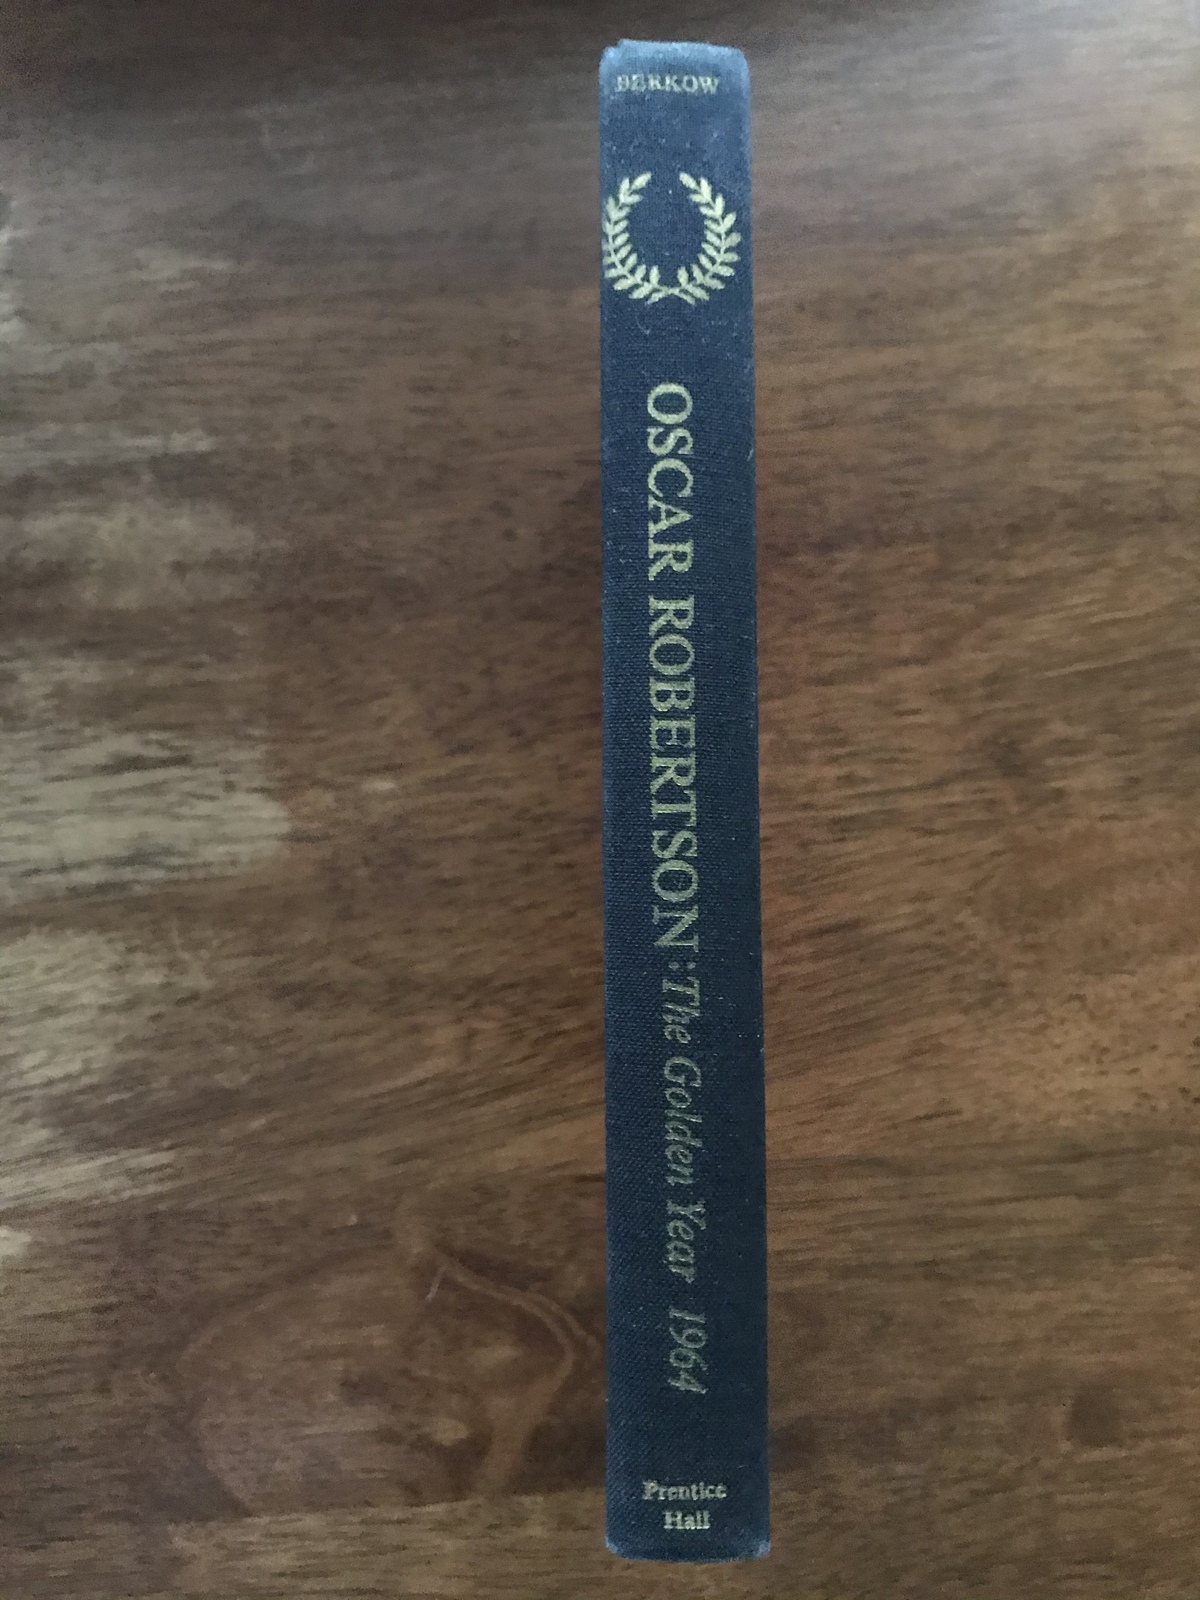 BERKOW
OSCAR ROBERTSON: The Golden Year 1964
Prentice
Hall